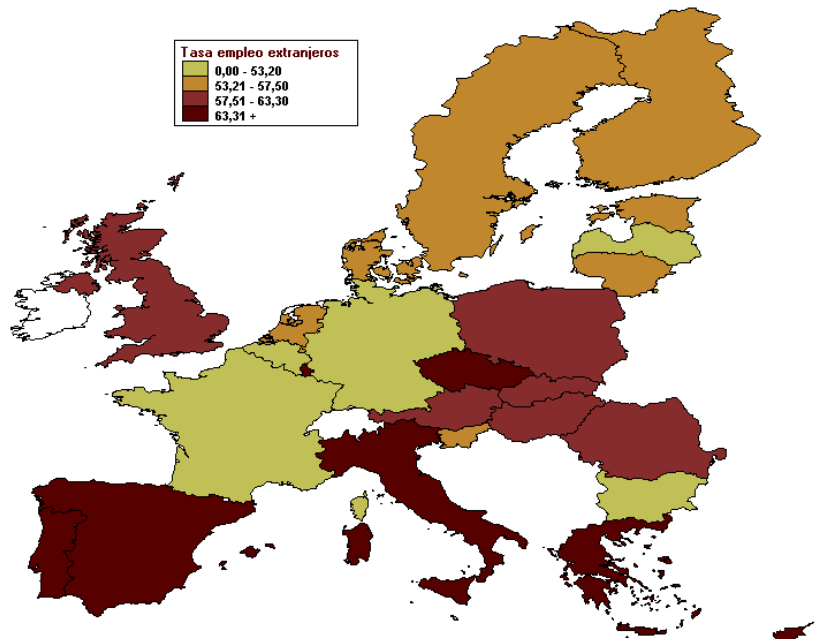 Tasa empleo extranjeros
0,00 - 53,20
53,21 - 57,50
57,51 - 63,30
63,31 +